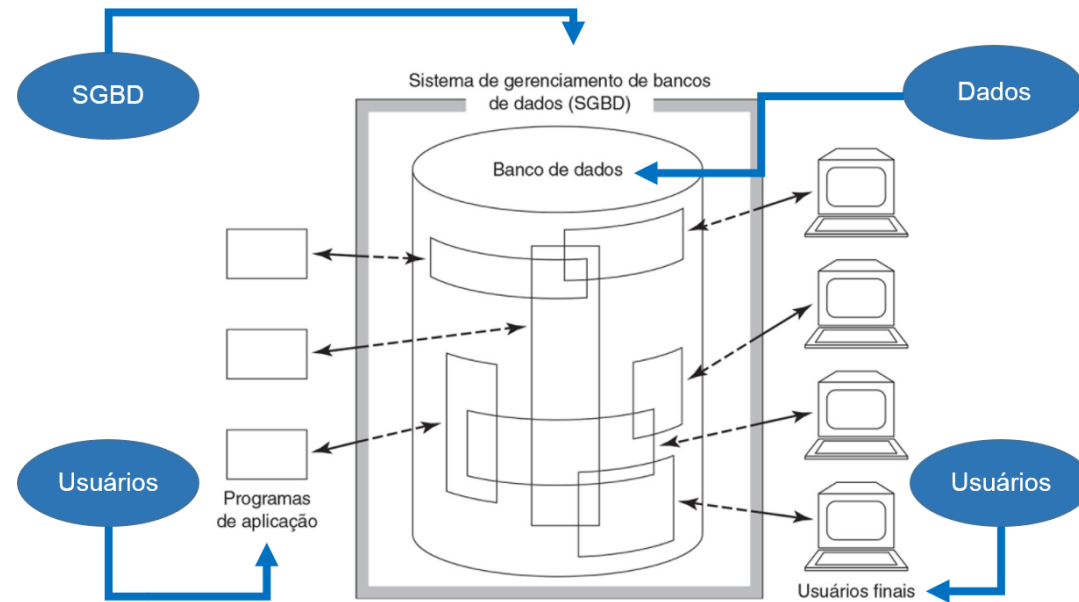 SGBD
Sistema de gerenciamento de bancos
de dados (SGBD)
Dados
Banco de dados
Usuários
Programas
de aplicação
Usuários
Usuários finais